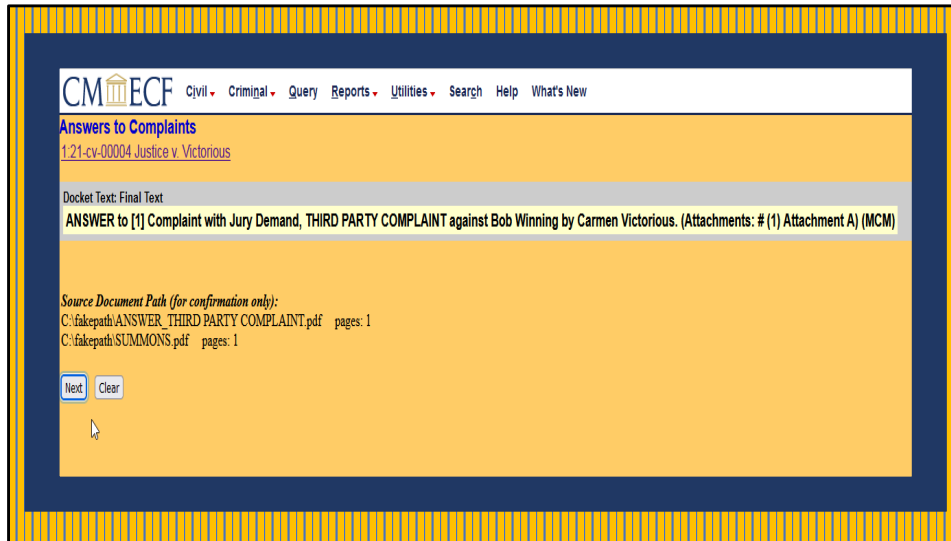 CM ECF Civil Criminal Query Reports Utilities Search Help What's New
Answers to Complaints
1:21-cv-00004 Justice v. Victorious
Docket Text: Final Text
ANSWER to [1] Complaint with Jury Demand, THIRD PARTY COMPLAINT against Bob Winning by Carmen Victorious. (Attachments: # (1) Attachment A) (MCM)
Source Document Path (for confirmation only):
C:\fakepath\ANSWER_THIRD PARTY COMPLAINT.pdf pages: 1
C:\fakepath\SUMMONS.pdf pages: 1
Next Clear